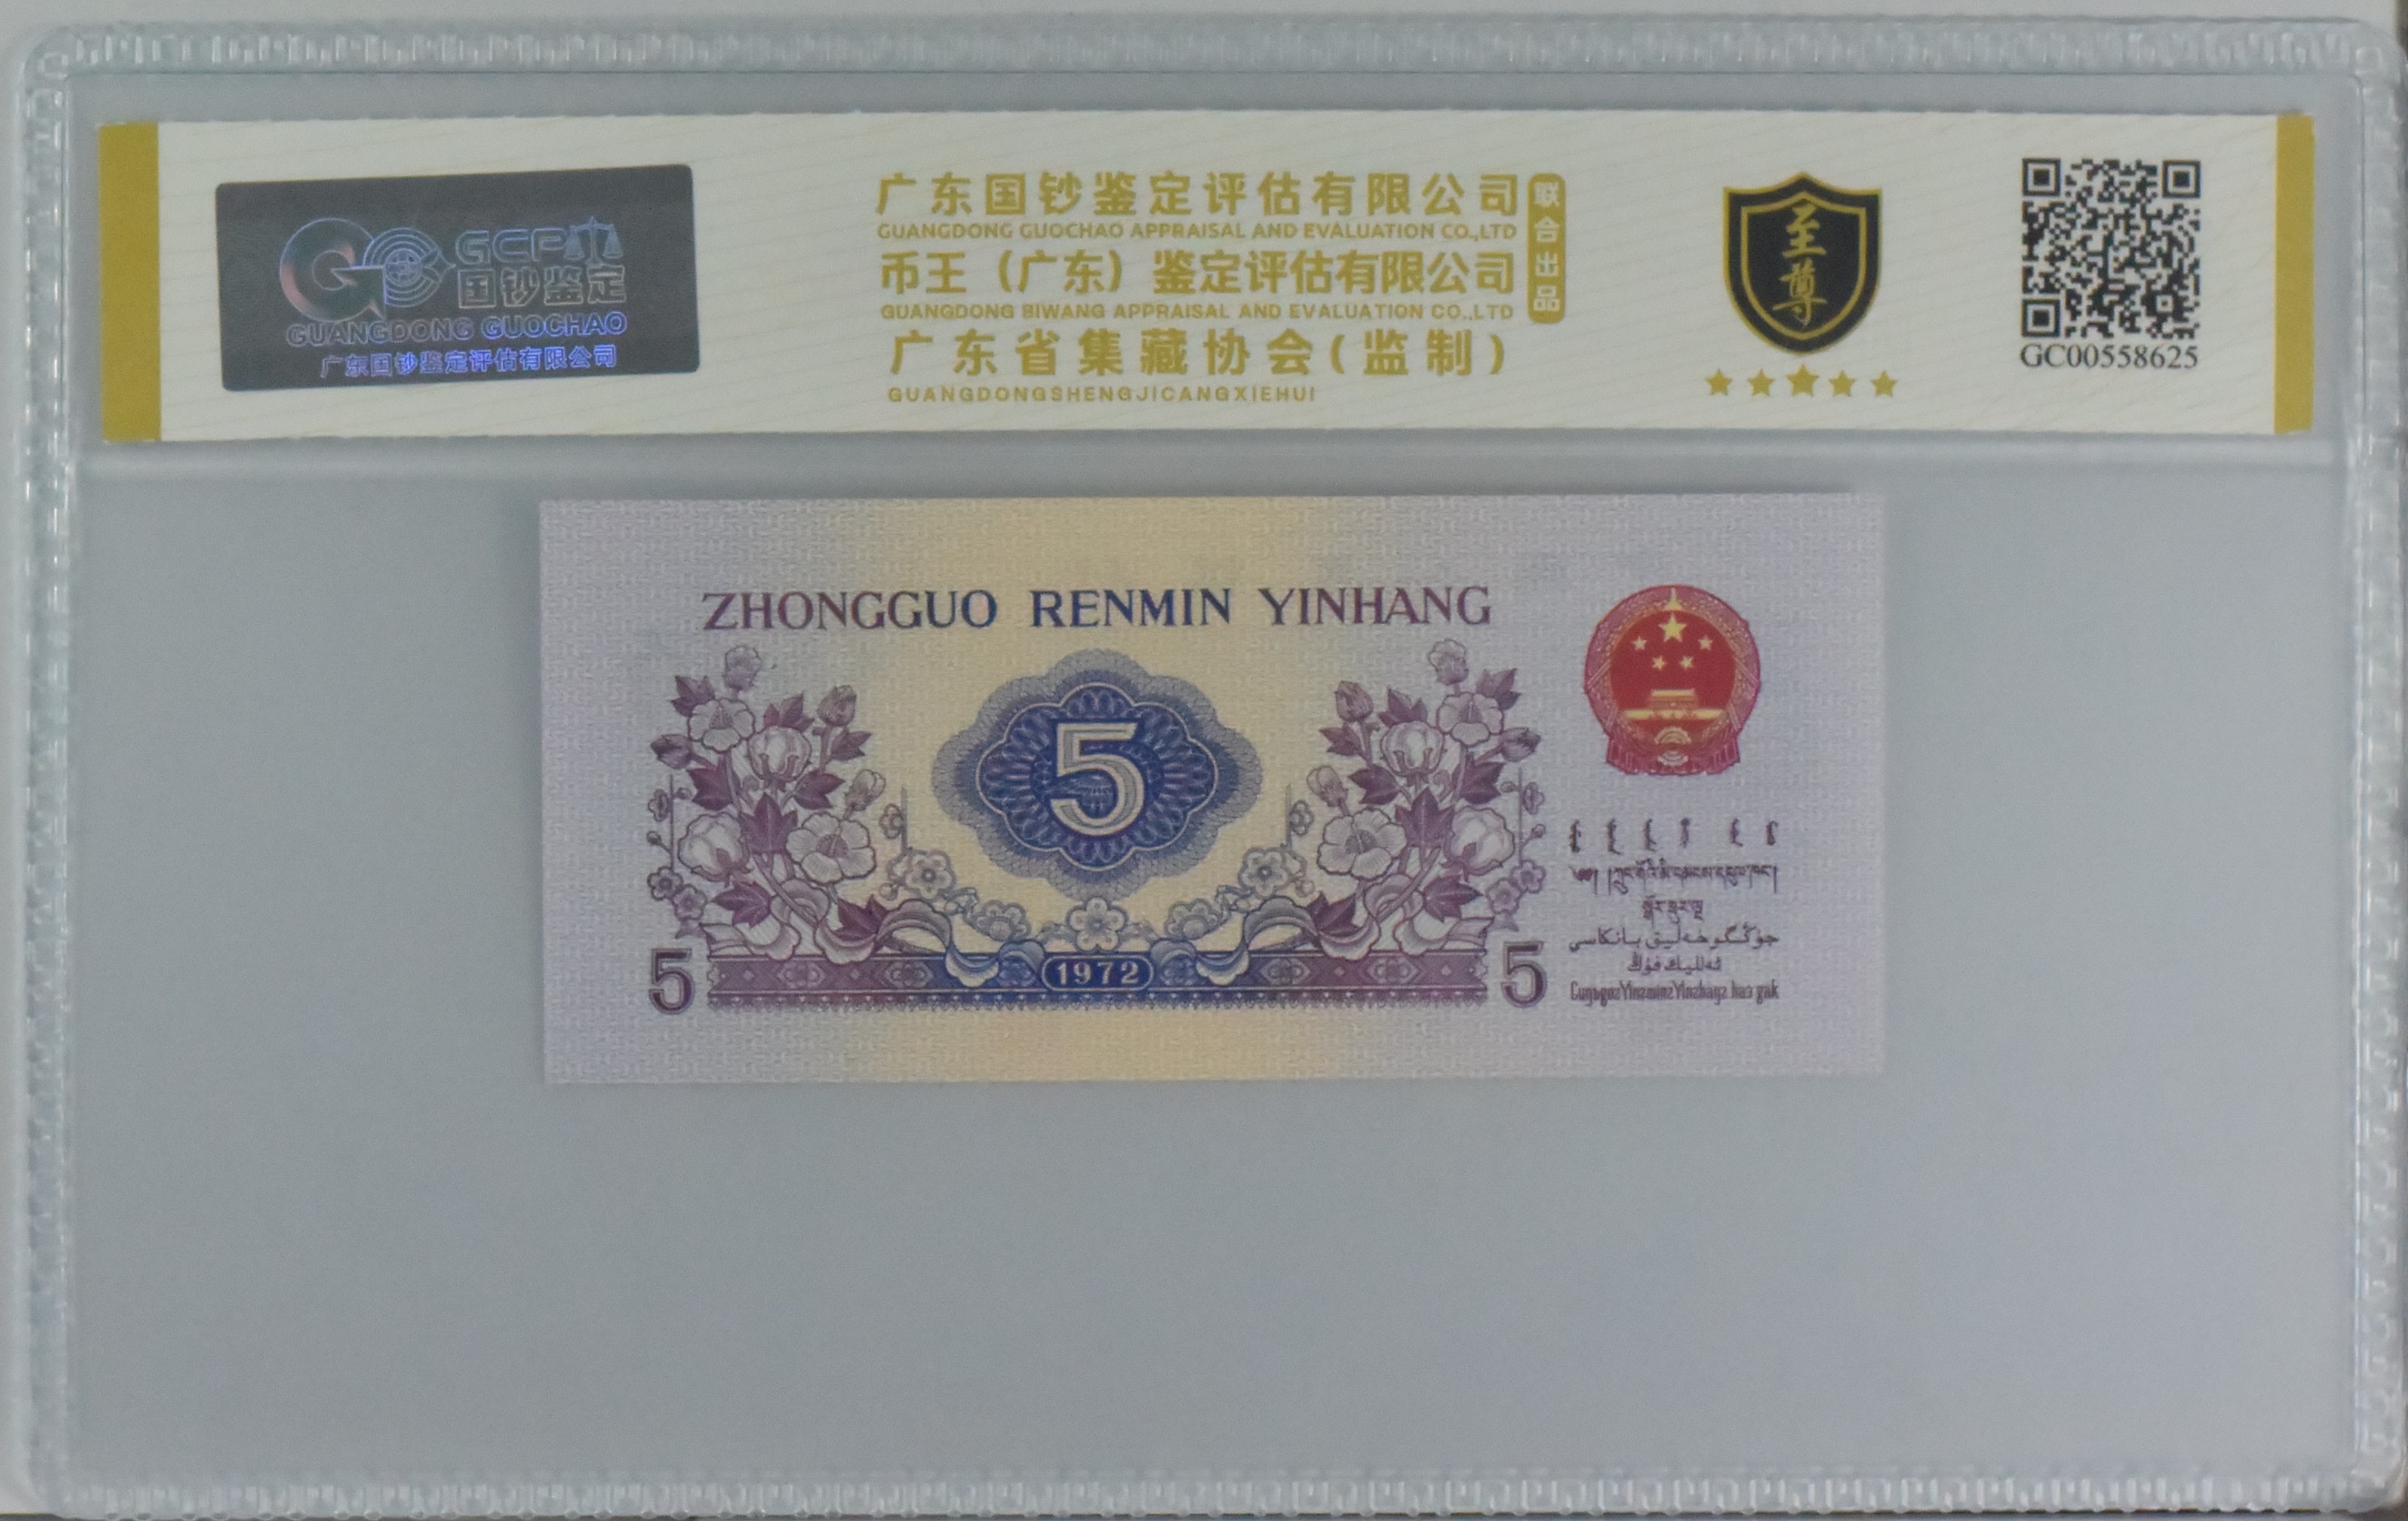 GCP
国钞鉴定
GUANGDONG GUOCHAO
广东国钞鉴定评估有限公司
广东国钞鉴定评估有限公司
GUANGDONG GUOCHAO APPRAISAL AND EVALUATION CO.,LTD
币王（广东）鉴定评估有限公司
GUANGDONG BIWANG APPRAISAL AND EVALUATION CO.,LTD
联合出品
广东省集藏协会(监制)
GUANGDONGSHENGJICANGXIEHUI
至尊
GC00558625
ZHONGGUO RENMIN YINHANG
5
5
1972
5
جۇڭگو خەلىق بانكاسى